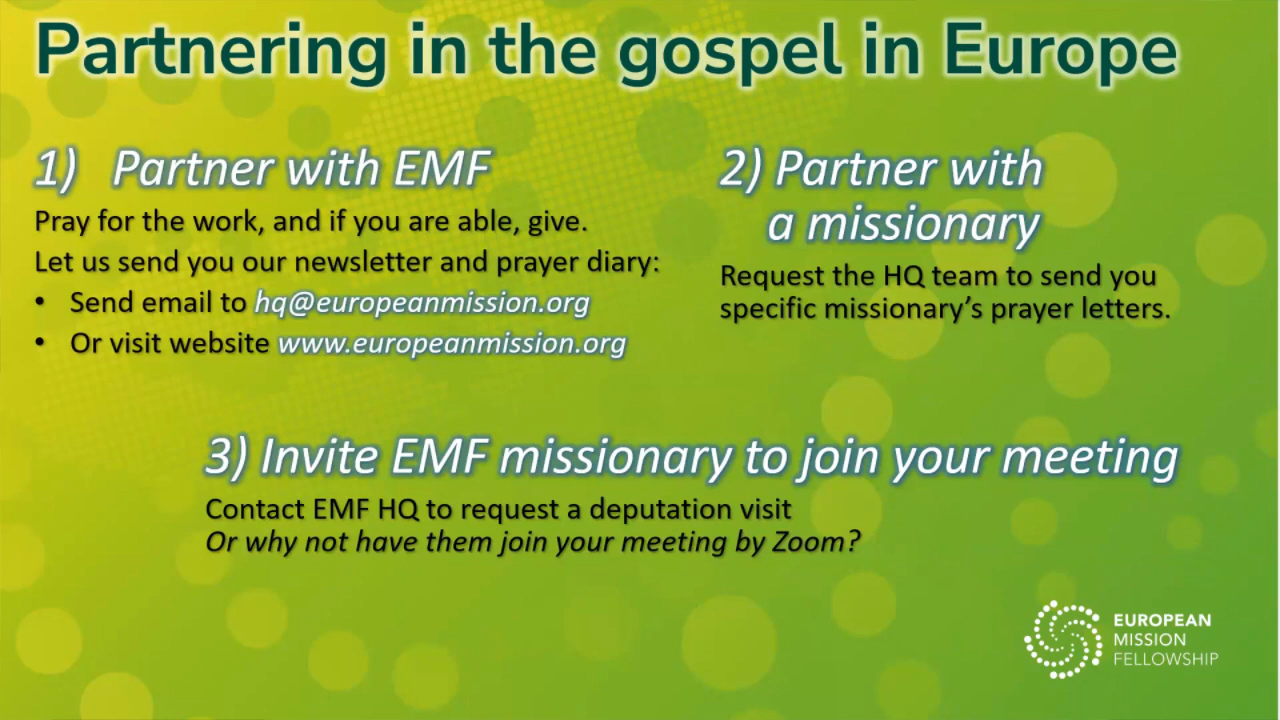 Partnering in the gospel in Europe
1) Partner with EMF
Pray for the work, and if you are able, give.
Let us send you our newsletter and prayer diary:
• Send email to hq@europeanmission.org
• Or visit website www.europeanmission.org
2) Partner with
a missionary
Request the HQ team to send you
specific missionary's prayer letters.
3) Invite EMF missionary to join your meeting
Contact EMF HQ to request a deputation visit
Or why not have them join your meeting by Zoom?
EUROPEAN
MISSION
FELLOWSHIP